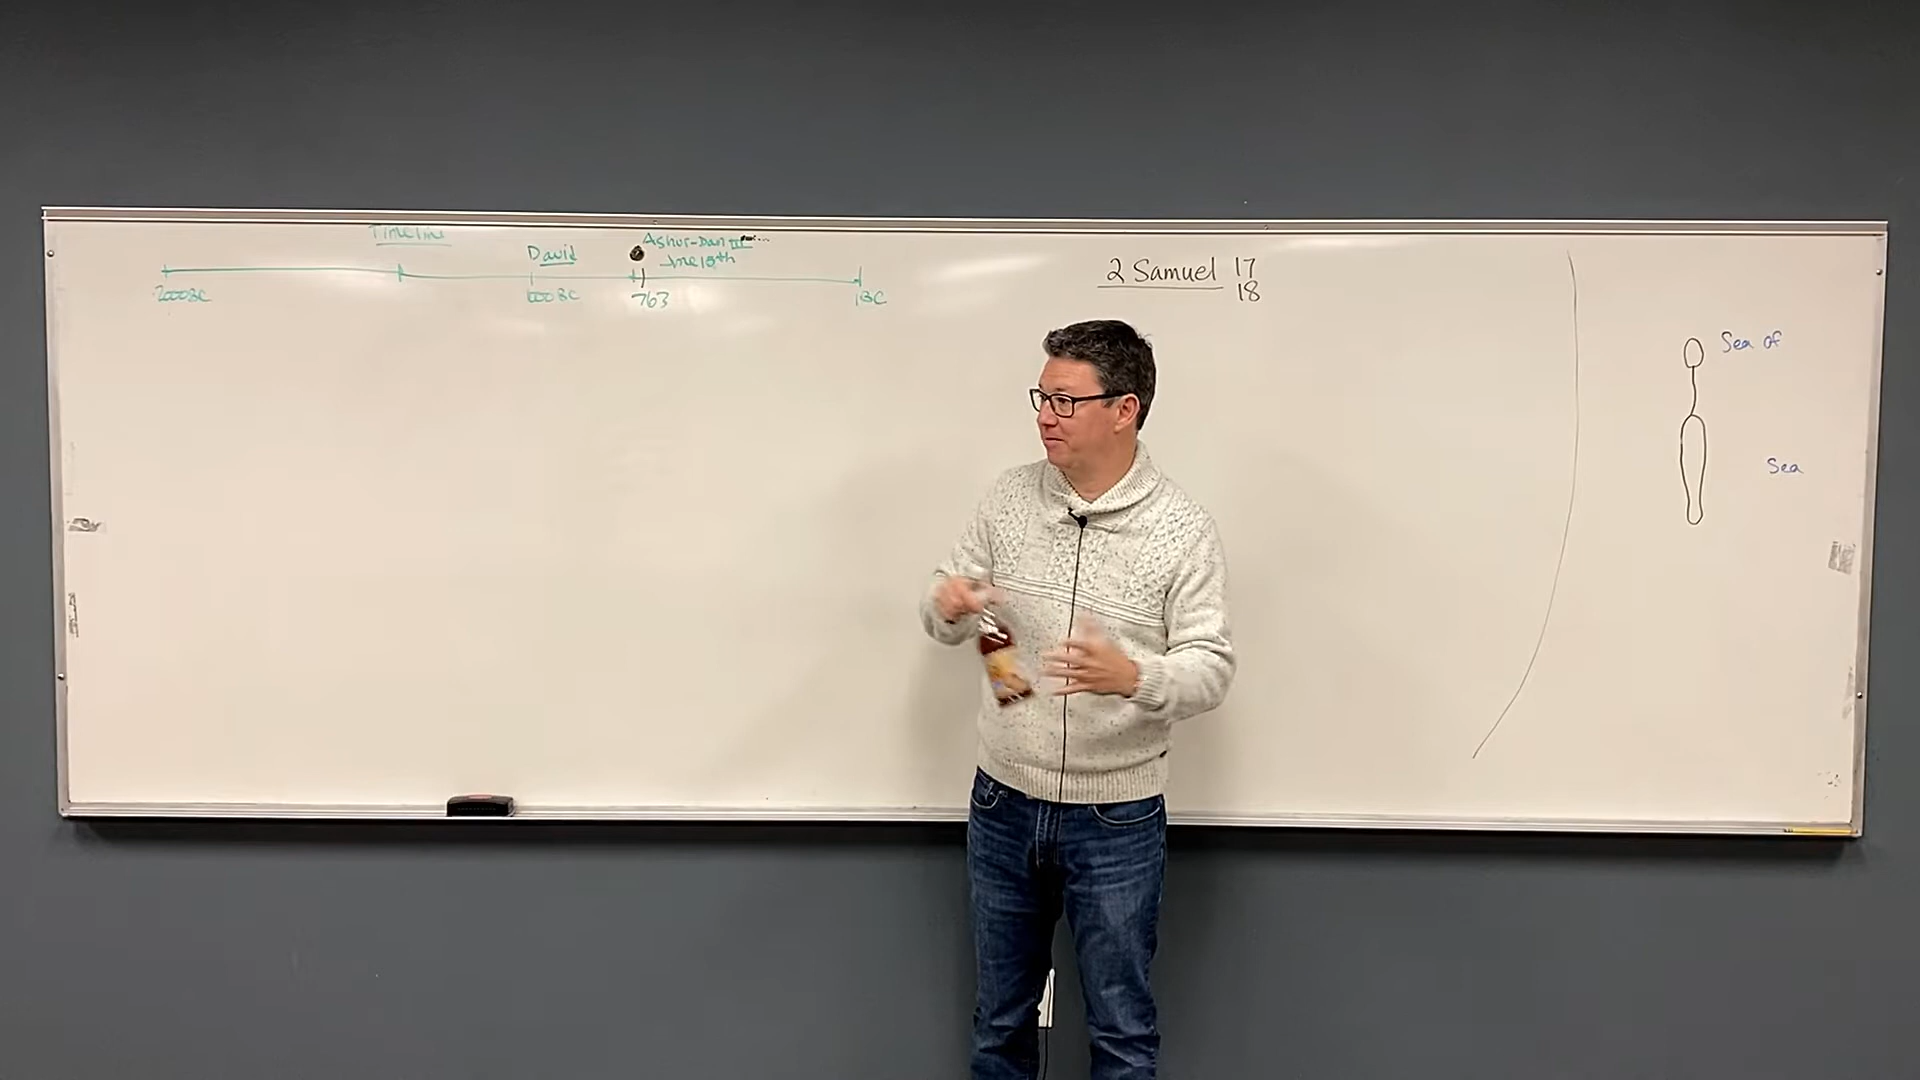 Timeline
David
Ashur-Dan III
June 15th
2000BC
1000BC
763
1BC
2 Samuel 17
18
Sea of
Sea